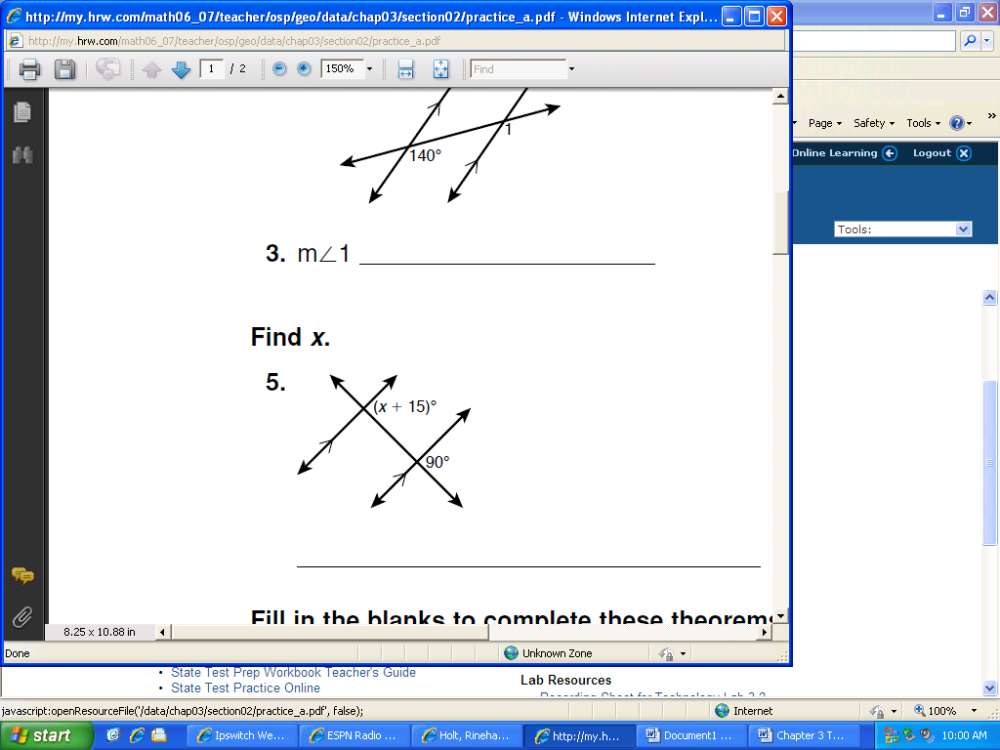 http://my.hrw.com/math06_07/teacher/osp/geo/data/chap03/section02/practice_a.pdf - Windows Internet Expl...
http://my.hrw.com/math06_07/teacher/osp/geo/data/chap03/section02/practice_a.pdf
1 / 2
150%
Find
Page
Safety
Tools
»
Online Learning
Logout
Tools:
1
140°
3. m∠1
Find x.
5.
(x + 15)°
90°
Fill in the blanks to complete these theorems
8.25 x 10.88 in
Done
Unknown Zone
• State Test Prep Workbook Teacher's Guide
• State Test Practice Online
Lab Resources
Recording Sheet for Technology Lab 3.2
javascript:openResourceFile('/data/chap03/section02/practice_a.pdf', false);
Internet
100%
start
Ipswitch We...
ESPN Radio ...
Holt, Rineha...
http://my.h...
Document1 ...
Chapter 3 T...
10:00 AM